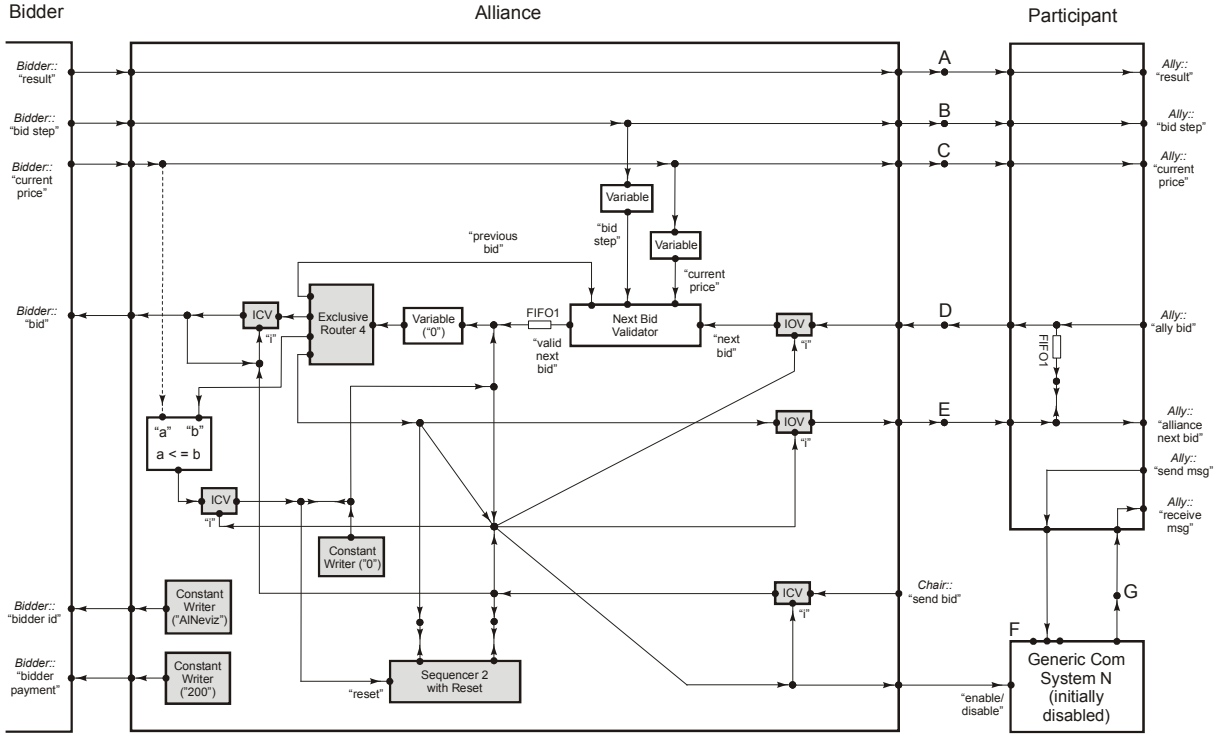 Bidder
Alliance
Participant
Bidder::
"result"
A
Ally::
"result"
Bidder::
"bid step"
B
Ally::
"bid step"
Bidder::
"current
price"
C
Ally::
"current
price"
Variable
"bid
step"
Variable
"previous
bid"
"current
price"
Bidder::
"bid"
ICV
"i"
Exclusive
Router 4
Variable
("0")
FIFO1
"valid
next
bid"
Next Bid
Validator
"next
bid"
IOV
"i"
D
Ally::
"ally bid"
FIFO1
"a" "b"
a <= b
IOV
"i"
E
Ally::
"alliance
next bid"
Ally::
"send msg"
Ally::
"receive
msg"
ICV
"i"
Constant
Writer ("0")
Bidder::
"bidder id"
Constant
Writer
("AlNeviz")
ICV
"i"
Chair::
"send bid"
G
F
Bidder::
"bidder
payment"
Constant
Writer
("200")
"reset"
Sequencer 2
with Reset
"enable/
disable"
Generic Com
System N
(initially
disabled)